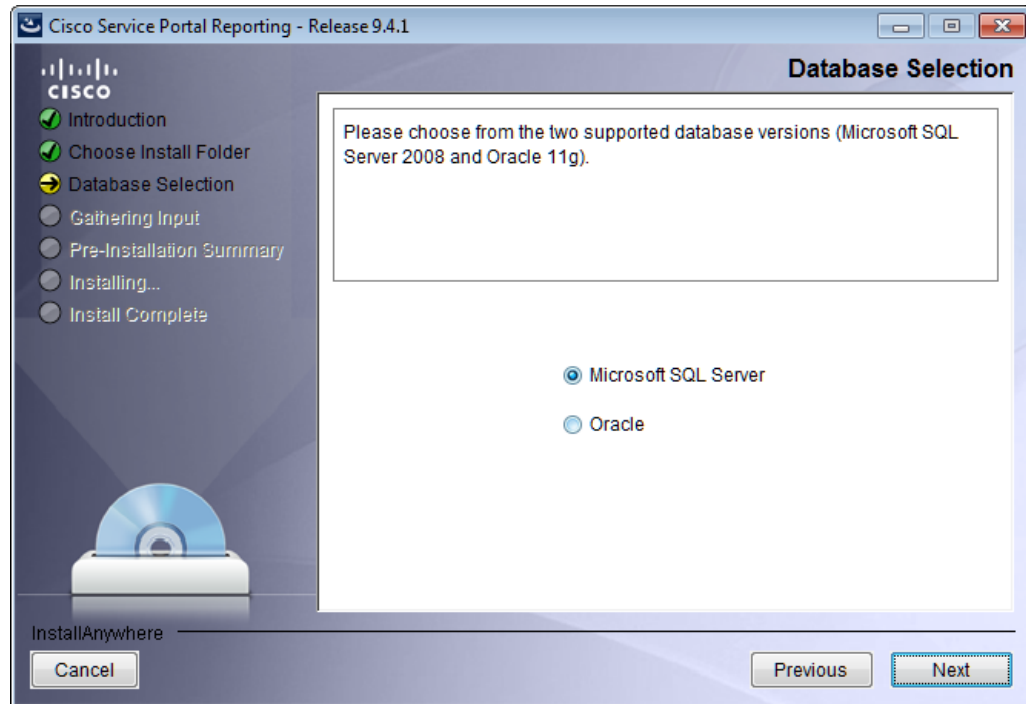 Cisco Service Portal Reporting - Release 9.4.1
CISCO
Database Selection
Introduction
Choose Install Folder
Database Selection
Gathering Input
Pre-Installation Summary
Installing...
Install Complete
Please choose from the two supported database versions (Microsoft SQL
Server 2008 and Oracle 11g).
Microsoft SQL Server
Oracle
InstallAnywhere
Cancel
Previous
Next